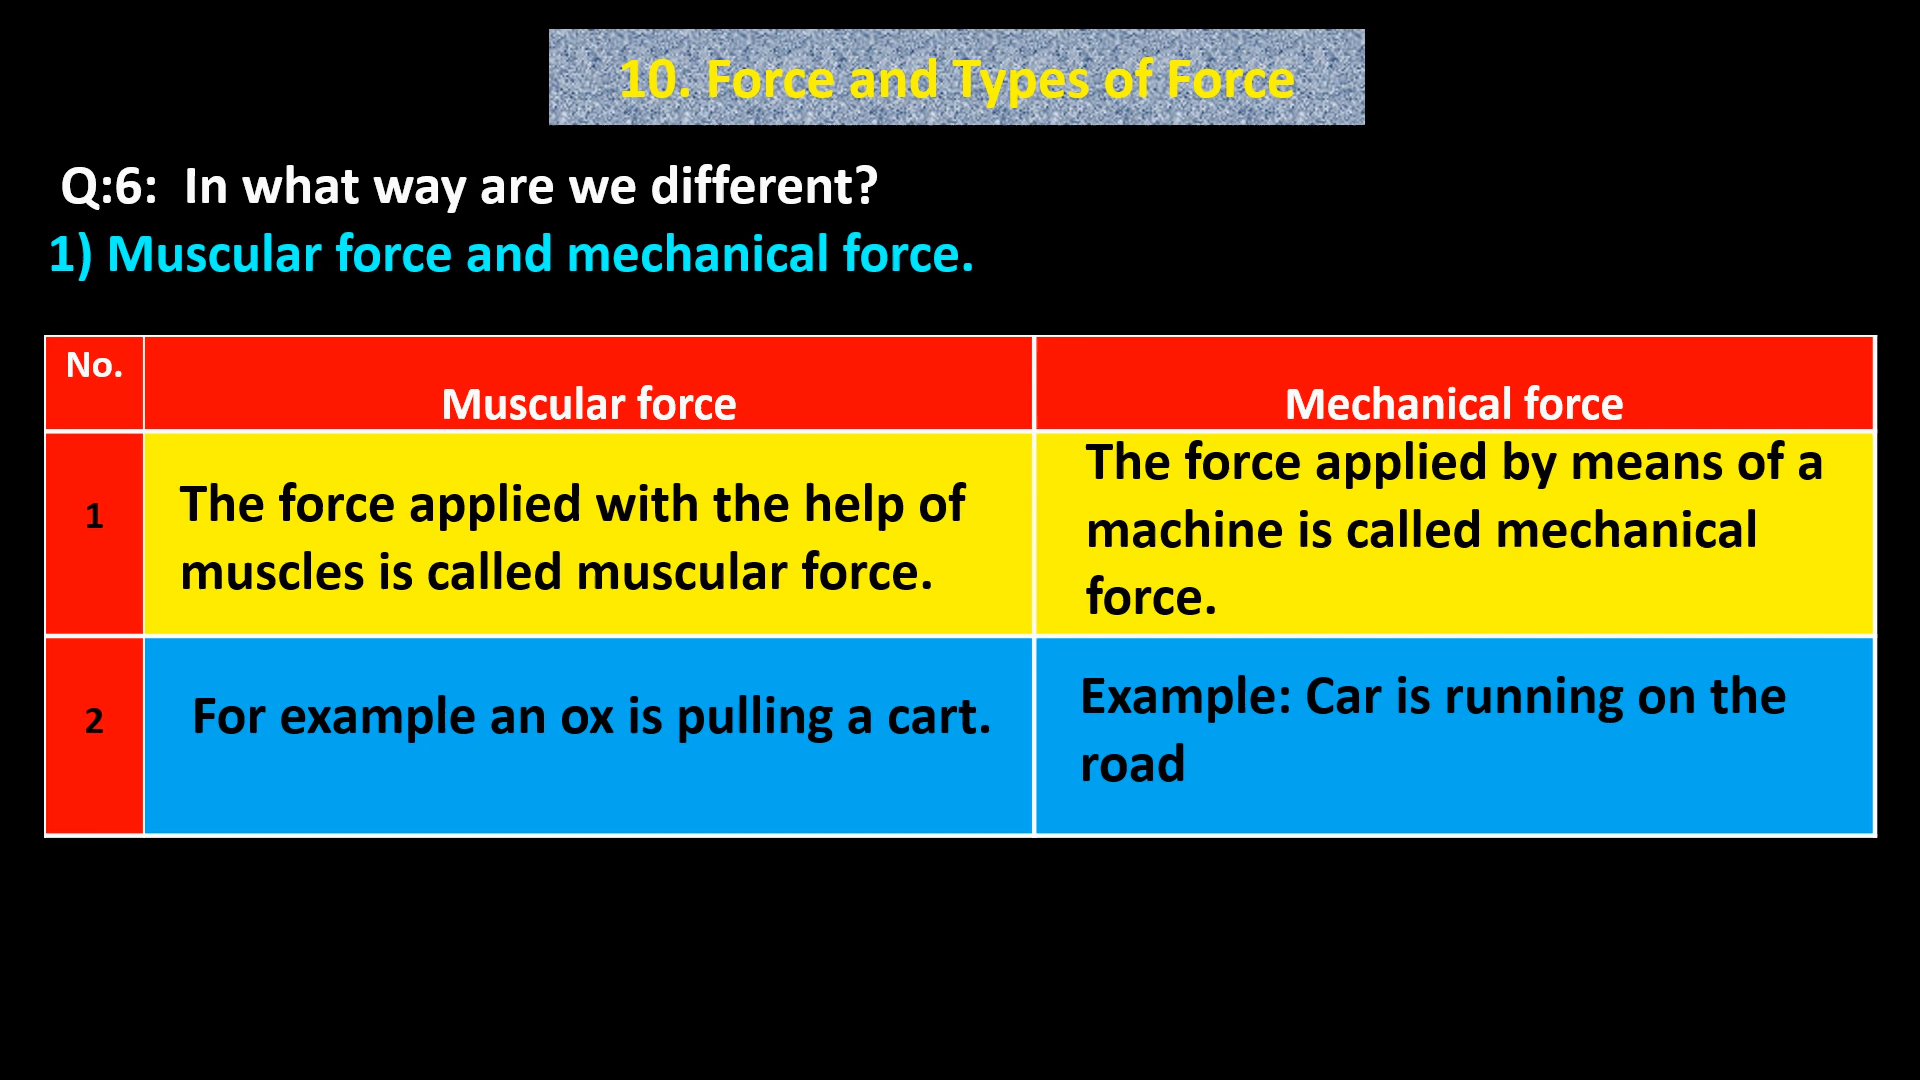 10. Force and Types of Force
Q:6: In what way are we different?
1) Muscular force and mechanical force.
No.
Muscular force
Mechanical force
1
The force applied with the help of
muscles is called muscular force.
The force applied by means of a
machine is called mechanical
force.
2
For example an ox is pulling a cart.
Example: Car is running on the
road